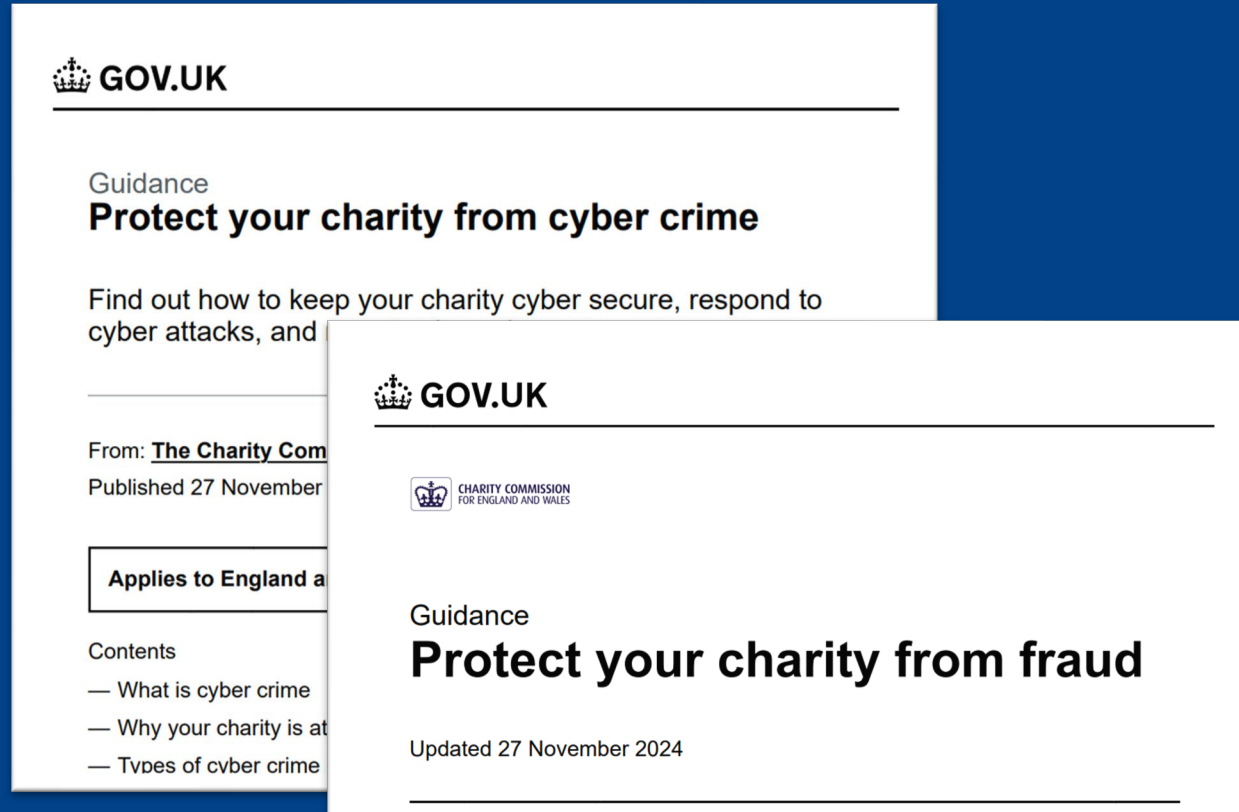 GOV.UK
Guidance
Protect your charity from cyber crime
Find out how to keep your charity cyber secure, respond to
cyber attacks, and
From: The Charity Com
Published 27 November
Applies to England a
Contents
— What is cyber crime
— Why your charity is at
— Types of cyber crime
GOV.UK
CHARITY COMMISSION
FOR ENGLAND AND WALES
Guidance
Protect your charity from fraud
Updated 27 November 2024